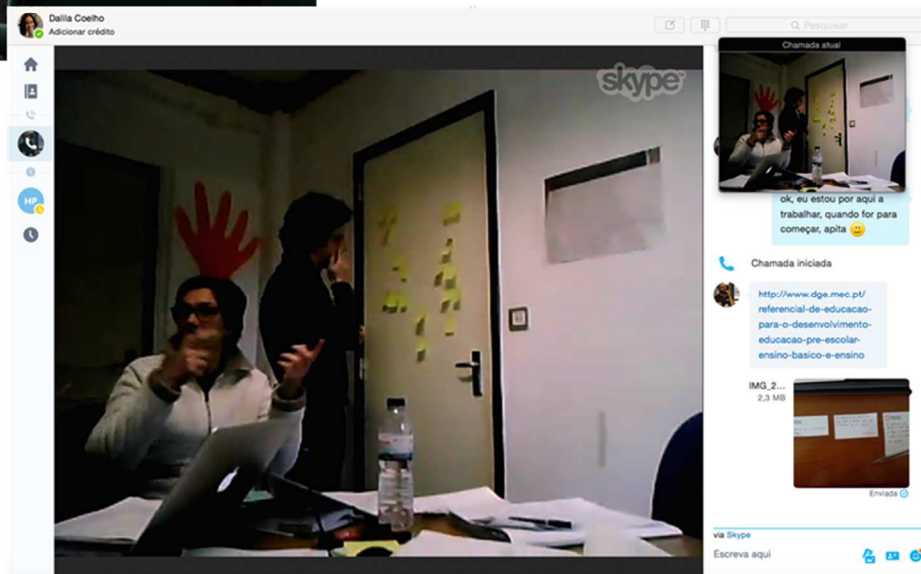 Dalila Coelho
Adicionar crédito
Pesquisar
Chamada atual
skype
HP
ok, eu estou por aqui a
trabalhar, quando for para
começar, apita
Chamada iniciada
http://www.dge.mec.pt/
referencial-de-educacao-
para-o-desenvolvimento-
educacao-pre-escolar-
ensino-basico-e-ensino
IMG_2...
2,3 MB
Enviada
via Skype
Escreva aqui